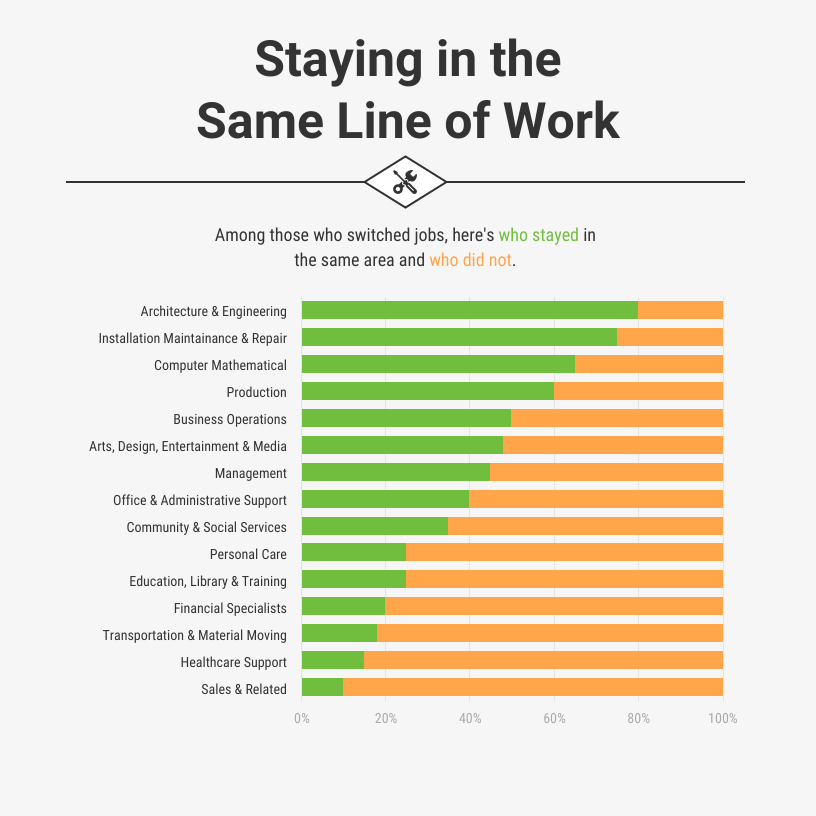 Staying in the
Same Line of Work
Among those who switched jobs, here's who stayed in
the same area and who did not.
Architecture & Engineering
Installation Maintainance & Repair
Computer Mathematical
Production
Business Operations
Arts, Design, Entertainment & Media
Management
Office & Administrative Support
Community & Social Services
Personal Care
Education, Library & Training
Financial Specialists
Transportation & Material Moving
Healthcare Support
Sales & Related
0% 20% 40% 60% 80% 100%